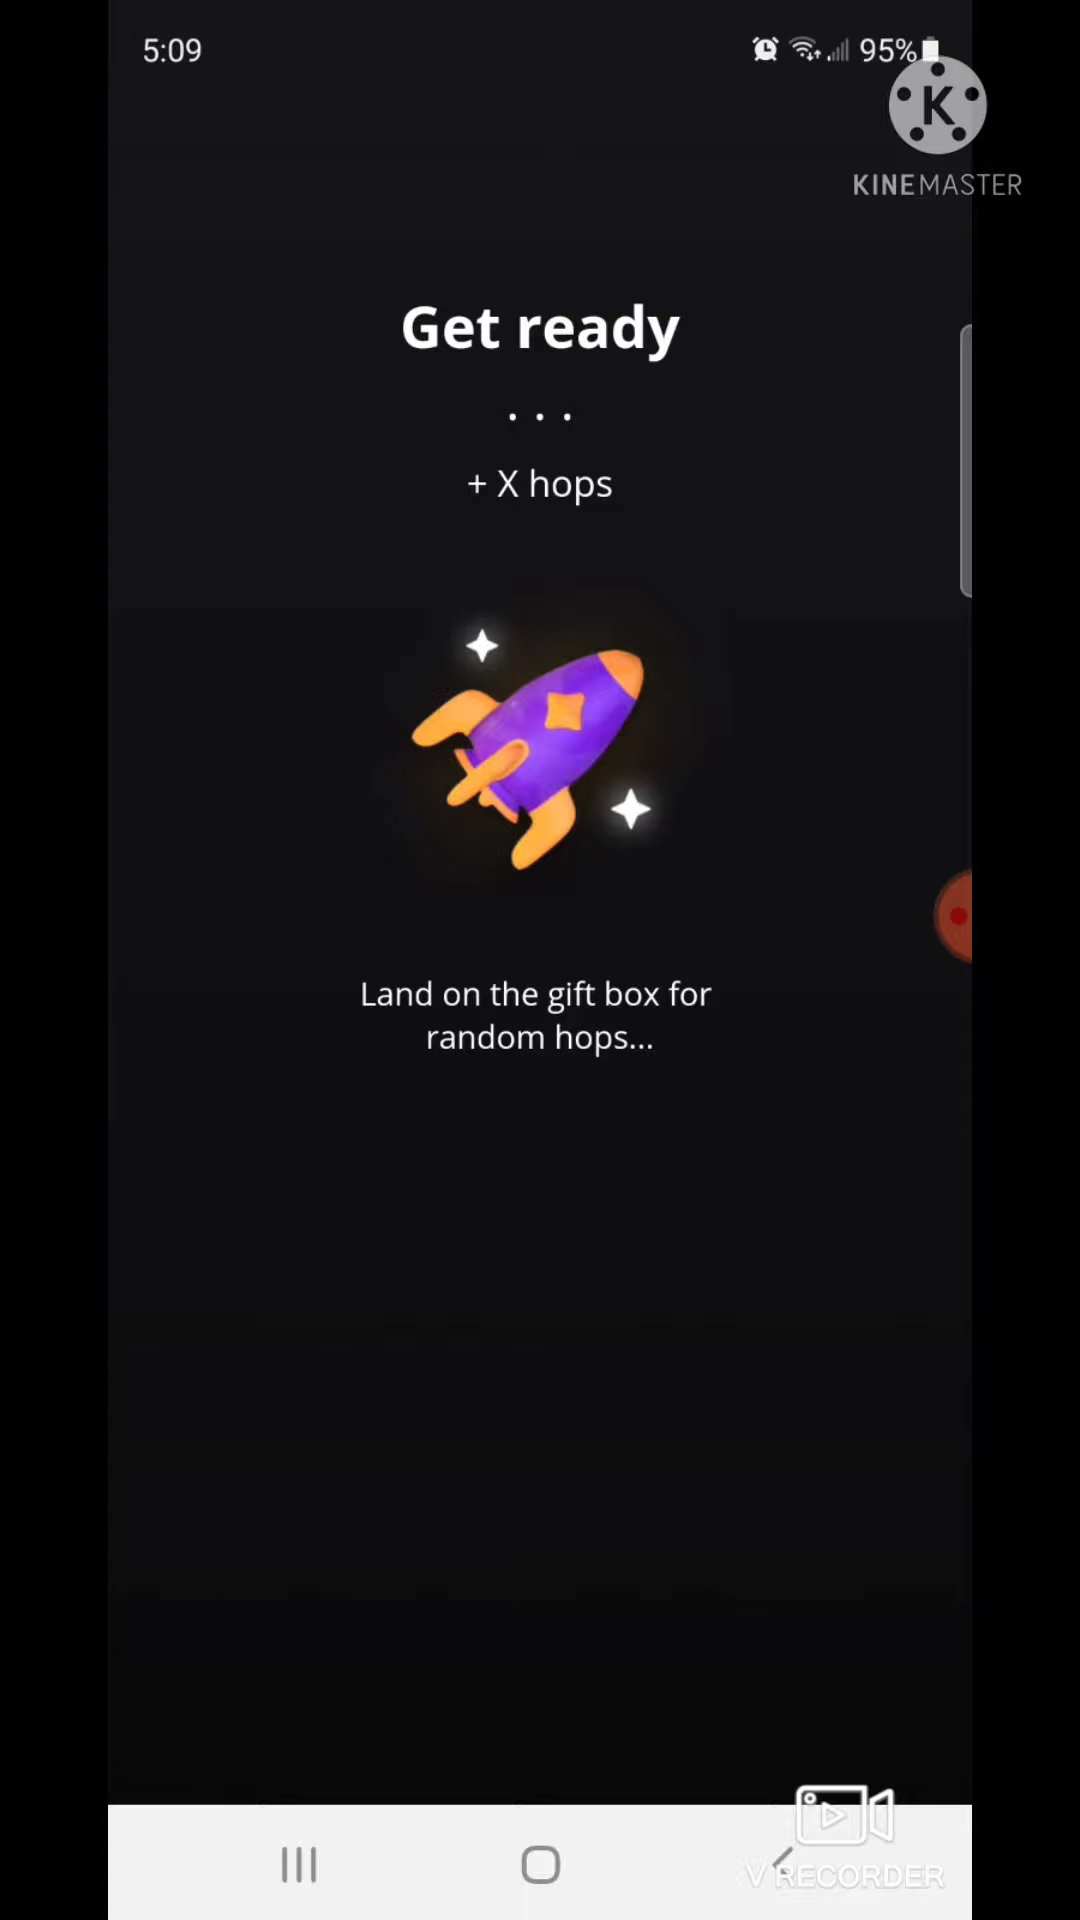 5:09
95%
K
KINEMASTER
Get ready
...
+ X hops
Land on the gift box for
random hops...
V RECORDER